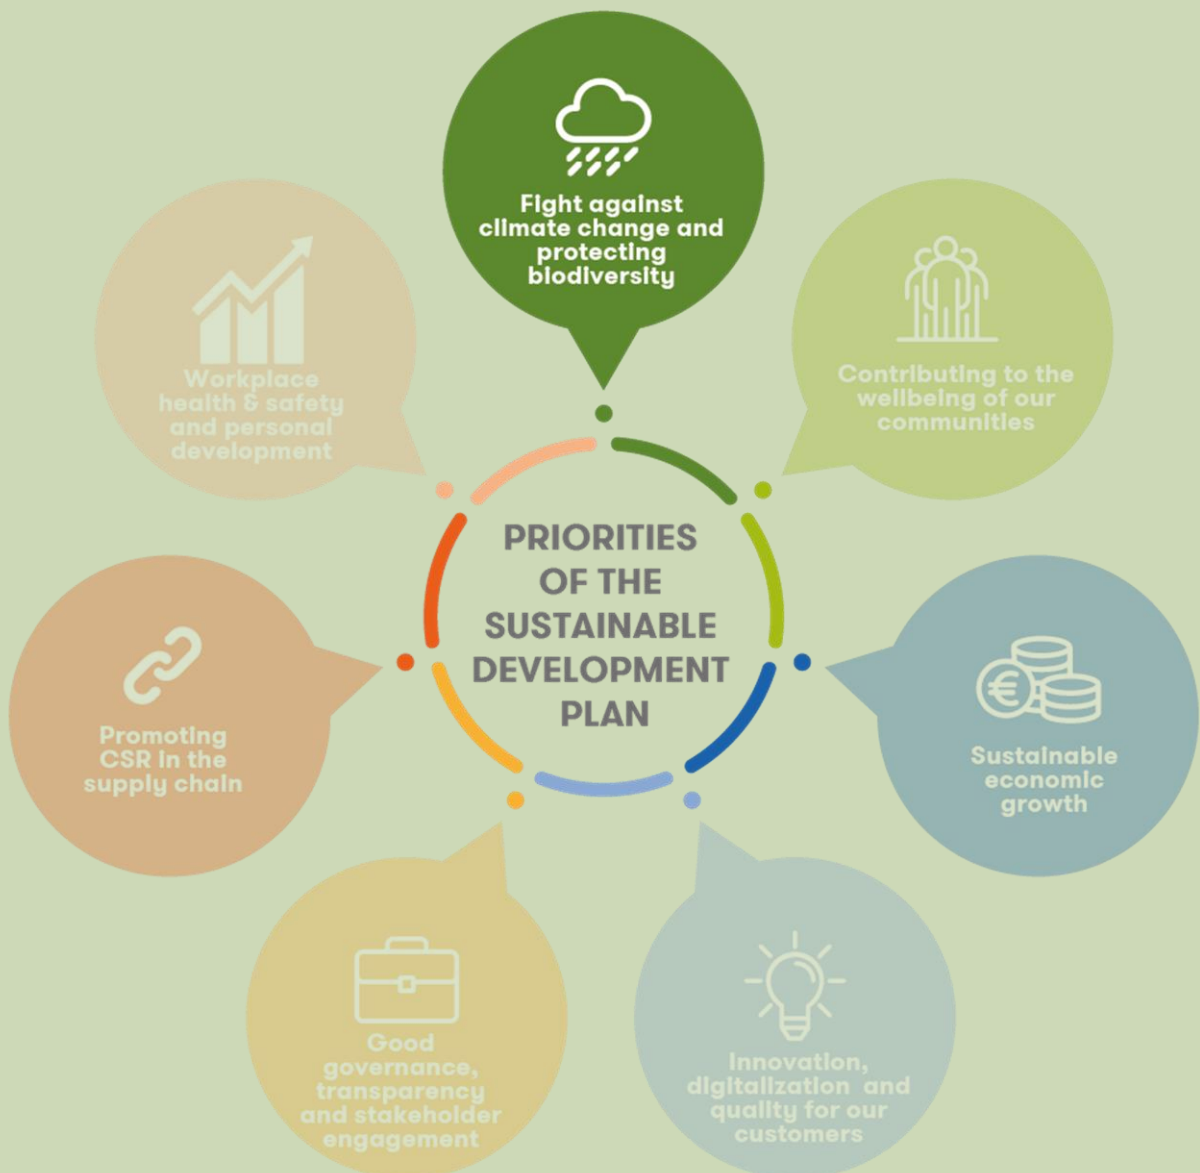 Fight against
climate change and
protecting
biodiversity
Contributing to the
wellbeing of our
communities
Sustainable
economic
growth
Innovation,
digitalization and
quality for our
customers
Good
governance,
transparency
and stakeholder
engagement
Promoting
CSR in the
supply chain
Workplace
health & safety
and personal
development
PRIORITIES
OF THE
SUSTAINABLE
DEVELOPMENT
PLAN
€